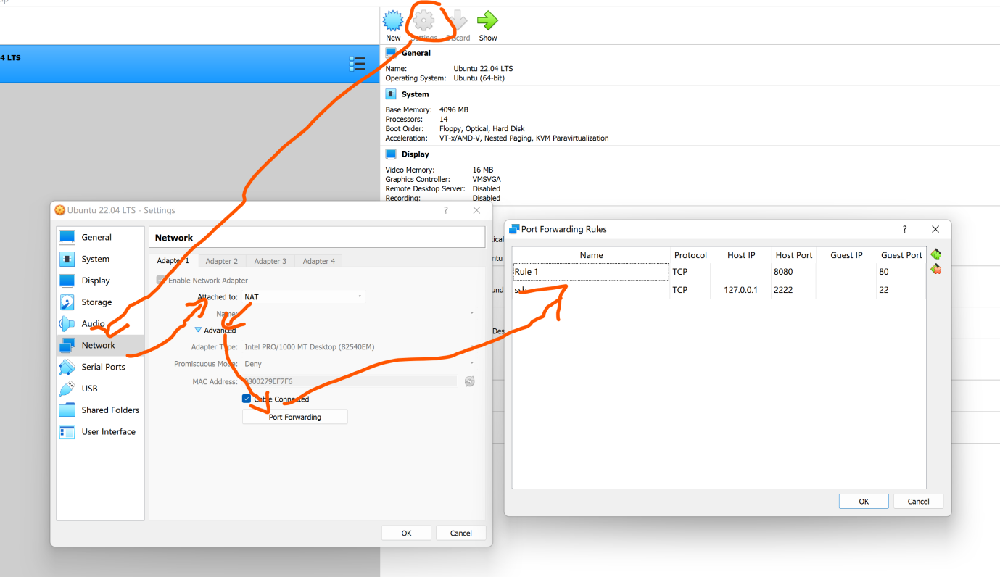 New Settings Discard Show
4 LTS
General
Name: Ubuntu 22.04 LTS
Operating System: Ubuntu (64-bit)
System
Base Memory: 4096 MB
Processors: 14
Boot Order: Floppy, Optical, Hard Disk
Acceleration: VT-x/AMD-V, Nested Paging, KVM Paravirtualization
Display
Video Memory: 16 MB
Graphics Controller: VMSVGA
Remote Desktop Server: Disabled
Recording: Disabled
Ubuntu 22.04 LTS - Settings ? ×
General
System
Display
Storage
Audio
Network
Serial Ports
USB
Shared Folders
User Interface
Network
Adapter 1 Adapter 2 Adapter 3 Adapter 4
Enable Network Adapter
Attached to: NAT
Name:
Advanced
Adapter Type: Intel PRO/1000 MT Desktop (82540EM)
Promiscuous Mode: Deny
MAC Address: 0800279EF7F6
Cable Connected
Port Forwarding
OK Cancel
Port Forwarding Rules ? ×
Name Protocol Host IP Host Port Guest IP Guest Port
Rule 1 TCP 8080 80
ssh TCP 127.0.0.1 2222 22
OK Cancel